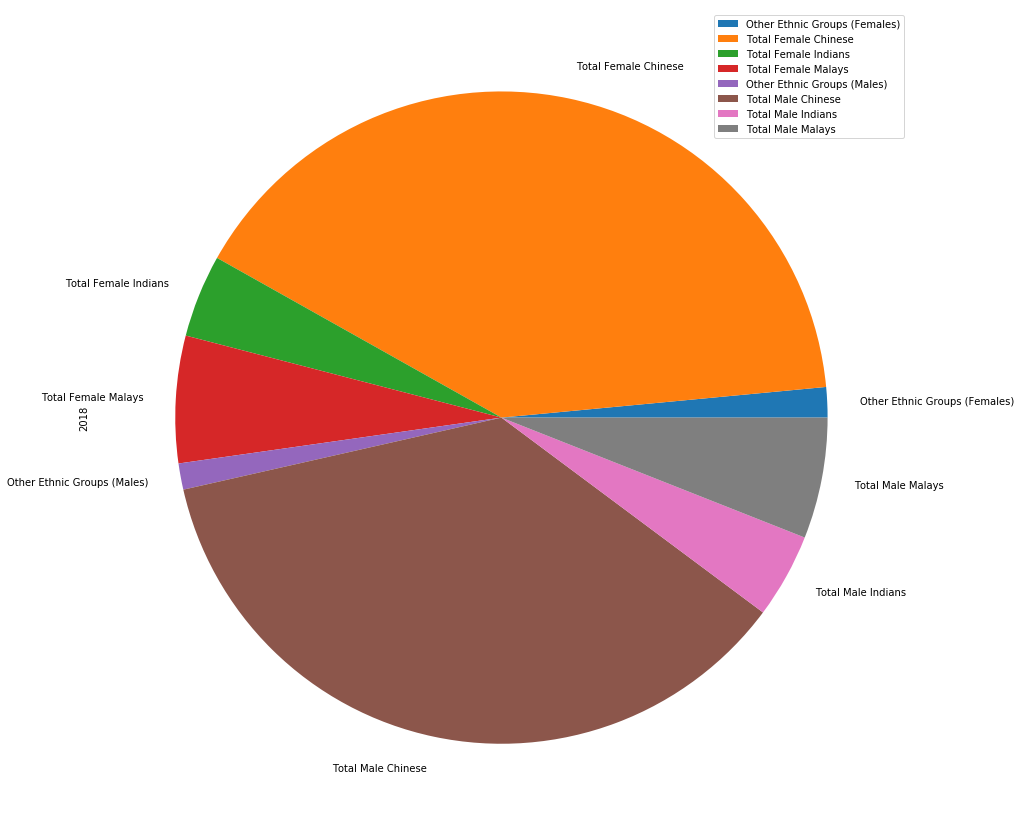 Other Ethnic Groups (Females)
Total Female Chinese
Total Female Indians
Total Female Malays
Other Ethnic Groups (Males)
Total Male Chinese
Total Male Indians
Total Male Malays
Total Female Chinese
Total Female Indians
Total Female Malays
2018
Other Ethnic Groups (Females)
Other Ethnic Groups (Males)
Total Male Malays
Total Male Indians
Total Male Chinese